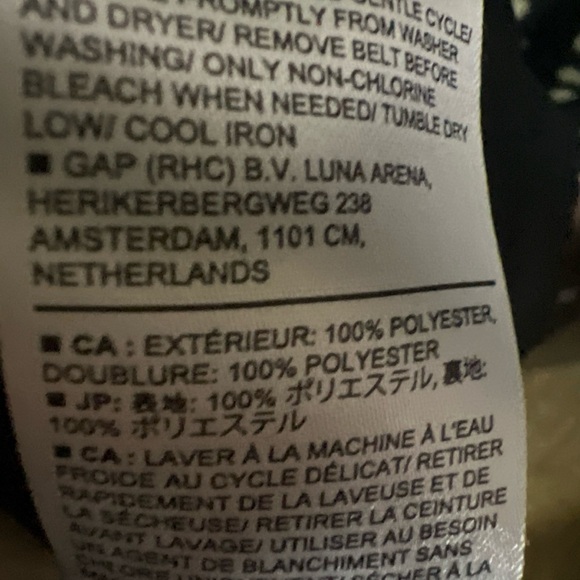 PROMPTLY FROM WASHER
AND DRYER/ REMOVE BELT BEFORE
WASHING/ ONLY NON-CHLORINE
BLEACH WHEN NEEDED/ TUMBLE DRY
LOW/ COOL IRON
■ GAP (RHC) B.V. LUNA ARENA,
HERIKERBERGWEG 238
AMSTERDAM, 1101 CM,
NETHERLANDS
■ CA : EXTÉRIEUR: 100% POLYESTER,
DOUBLURE: 100% POLYESTER
■ JP: 表地: 100% ポリエステル, 裏地:
100% ポリエステル
■ CA : LAVER À LA MACHINE À L'EAU
FROIDE AU CYCLE DÉLICAT/ RETIRER
RAPIDEMENT DE LA LAVEUSE ET DE
LA SÉCHEUSE/ RETIRER LA CEINTURE
AVANT LAVAGE/ UTILISER AU BESOIN
UN AGENT DE BLANCHIMENT SANS